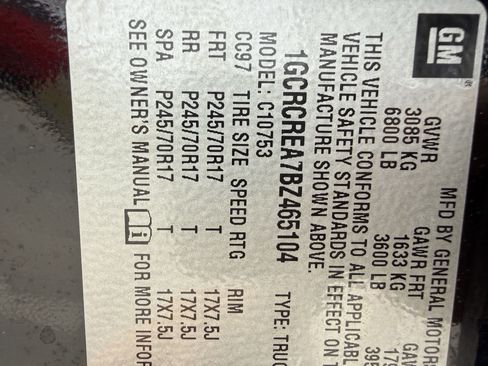 GM
MFD BY GENERAL MOTORS
GVWR GAWR FRT
3085 KG 1633 KG
6800 LB 3600 LB
THIS VEHICLE CONFORMS TO ALL APPLICABL
VEHICLE SAFETY STANDARDS IN EFFECT ON T
MANUFACTURE SHOWN ABOVE.
1GCRCREA7BZ465104 TYPE: TRUC
MODEL: C10753
CC97 TIRE SIZE SPEED RTG RIM
FRT P245/70R17 T 17X7.5J
RR P245/70R17 T 17X7.5J
SPA P245/70R17 T 17X7.5J
SEE OWNER'S MANUAL FOR MORE INFOR